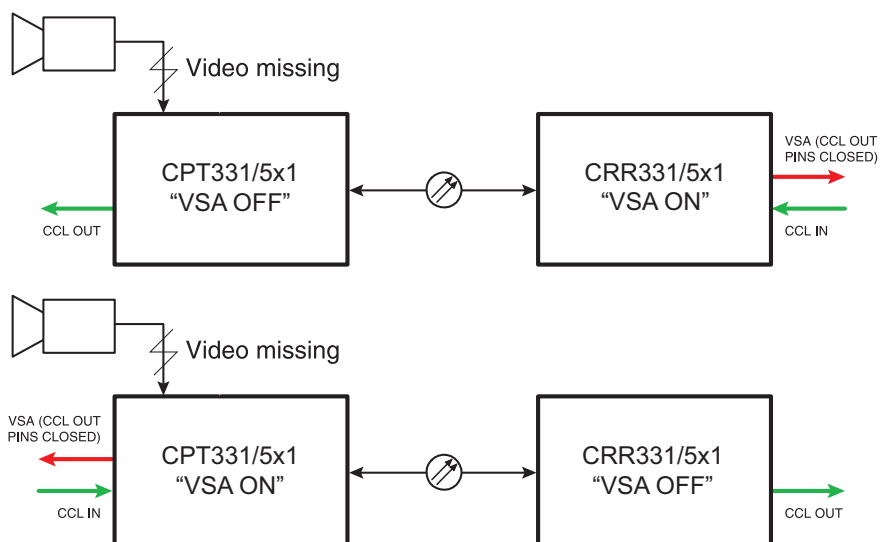 Video missing
CPT331/5x1
“VSA OFF”
CCL OUT
CRR331/5x1
“VSA ON”
VSA (CCL OUT
PINS CLOSED)
CCL IN
Video missing
VSA (CCL OUT
PINS CLOSED)
CCL IN
CPT331/5x1
“VSA ON”
CRR331/5x1
“VSA OFF”
CCL OUT